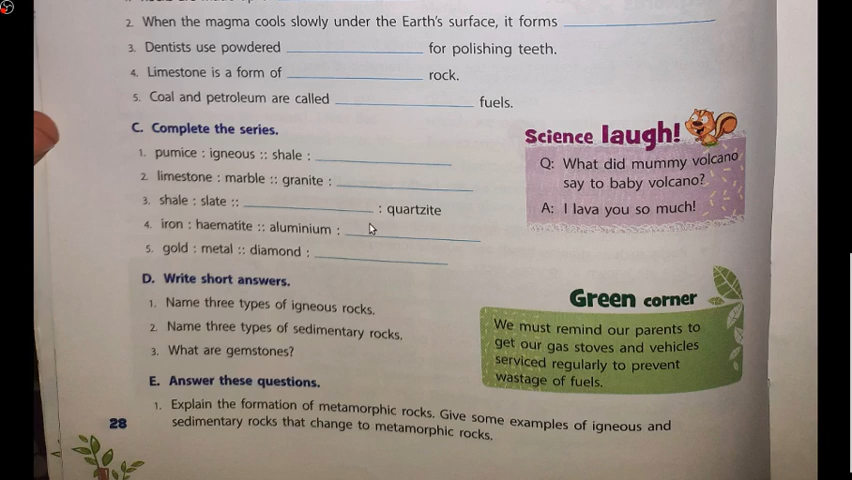 2. When the magma cools slowly under the Earth's surface, it forms
3. Dentists use powdered for polishing teeth.
4. Limestone is a form of rock.
5. Coal and petroleum are called fuels.
C. Complete the series.
1. pumice : igneous :: shale :
2. limestone : marble :: granite :
3. shale : slate :: : quartzite
4. iron : haematite :: aluminium :
5. gold : metal :: diamond :
Science laugh!
Q: What did mummy volcano
say to baby volcano?
A: I lava you so much!
D. Write short answers.
1. Name three types of igneous rocks.
2. Name three types of sedimentary rocks.
3. What are gemstones?
Green corner
We must remind our parents to
get our gas stoves and vehicles
serviced regularly to prevent
wastage of fuels.
E. Answer these questions.
1. Explain the formation of metamorphic rocks. Give some examples of igneous and
sedimentary rocks that change to metamorphic rocks.
28